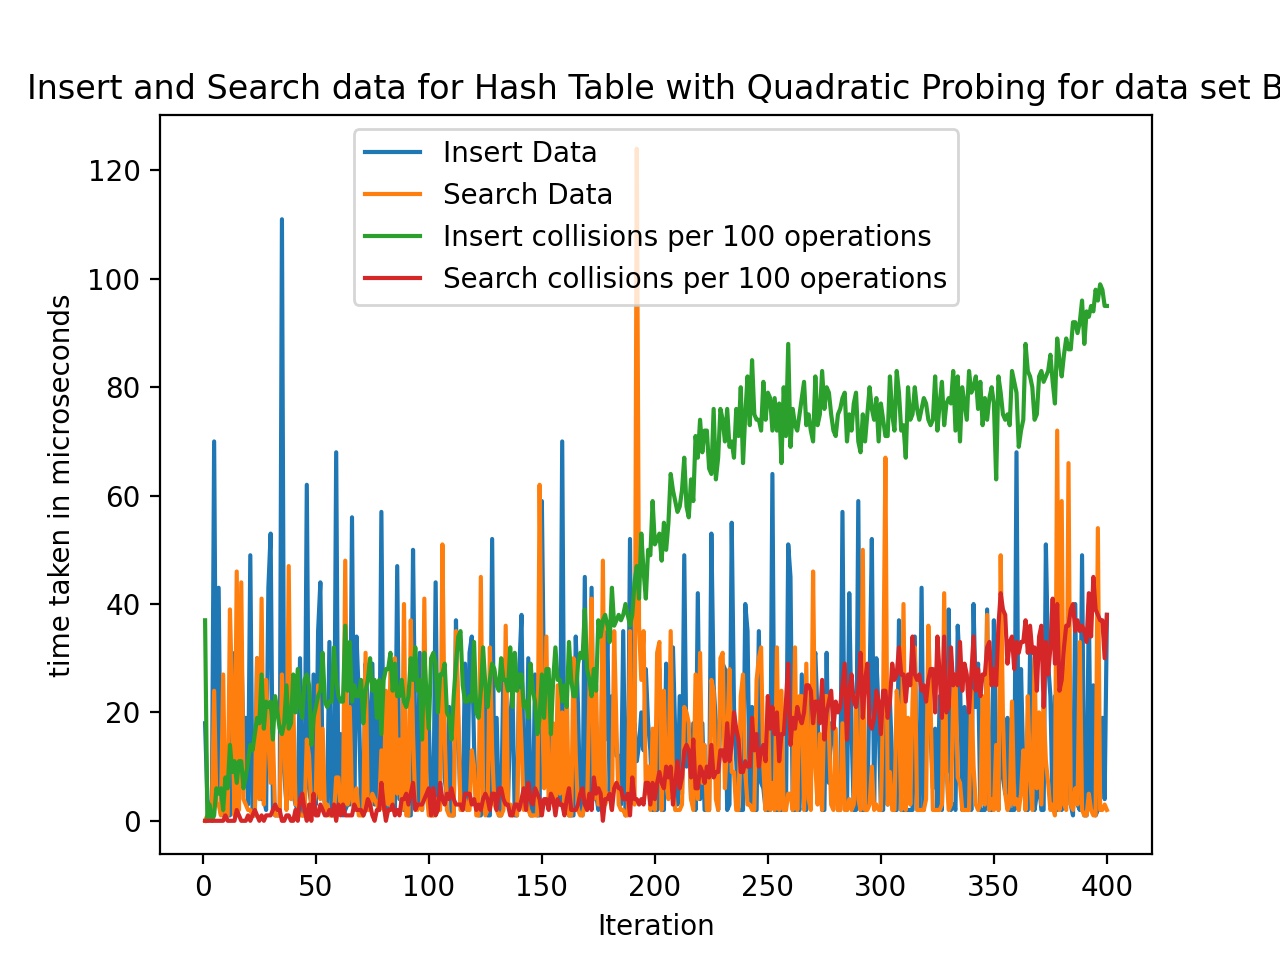 Insert and Search data for Hash Table with Quadratic Probing for data set B
Insert Data
Search Data
Insert collisions per 100 operations
Search collisions per 100 operations
120
100
80
60
40
20
0
time taken in microseconds
0 50 100 150 200 250 300 350 400
Iteration